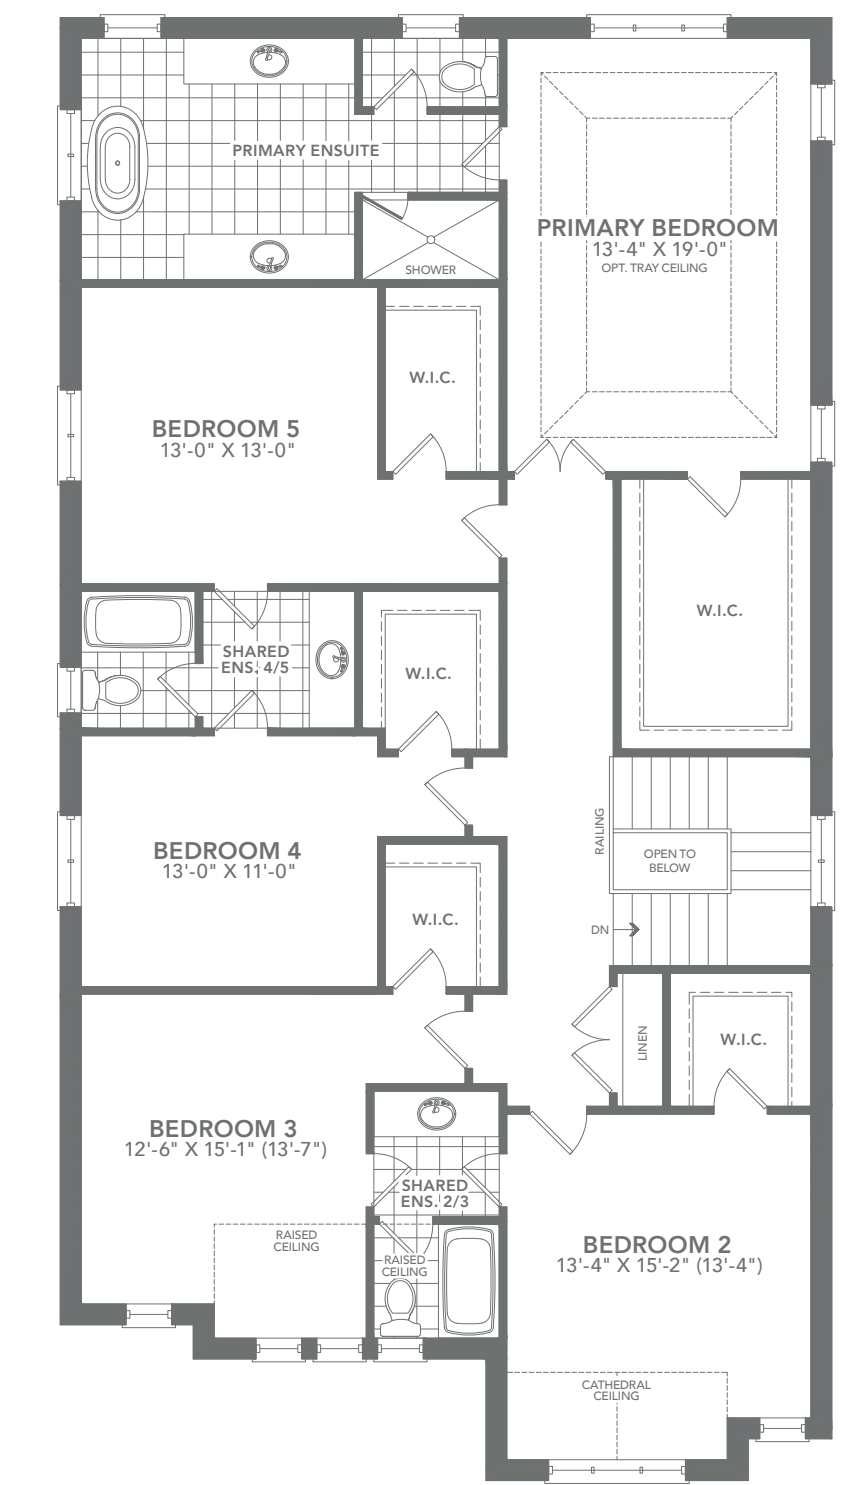 PRIMARY ENSUITE
SHOWER
PRIMARY BEDROOM
13'-4" X 19'-0"
OPT. TRAY CEILING
W.I.C.
BEDROOM 5
13'-0" X 13'-0"
W.I.C.
SHARED
ENS. 4/5
W.I.C.
RAILING
OPEN TO
BELOW
BEDROOM 4
13'-0" X 11'-0"
W.I.C.
DN
LINEN
W.I.C.
BEDROOM 3
12'-6" X 15'-1" (13'-7")
SHARED
ENS. 2/3
RAISED
CEILING
RAISED
CEILING
BEDROOM 2
13'-4" X 15'-2" (13'-4")
CATHEDRAL
CEILING